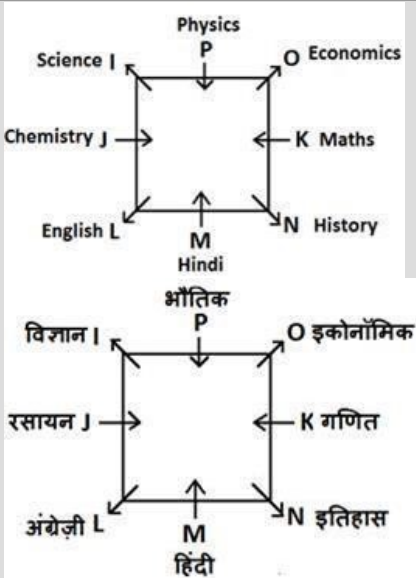 Physics
P
Science I
O Economics
Chemistry J
K Maths
English L
N History
M
Hindi
भौतिक
P
विज्ञान I
O इकोनॉमिक
रसायन J
K गणित
अंग्रेज़ी L
N इतिहास
M
हिंदी